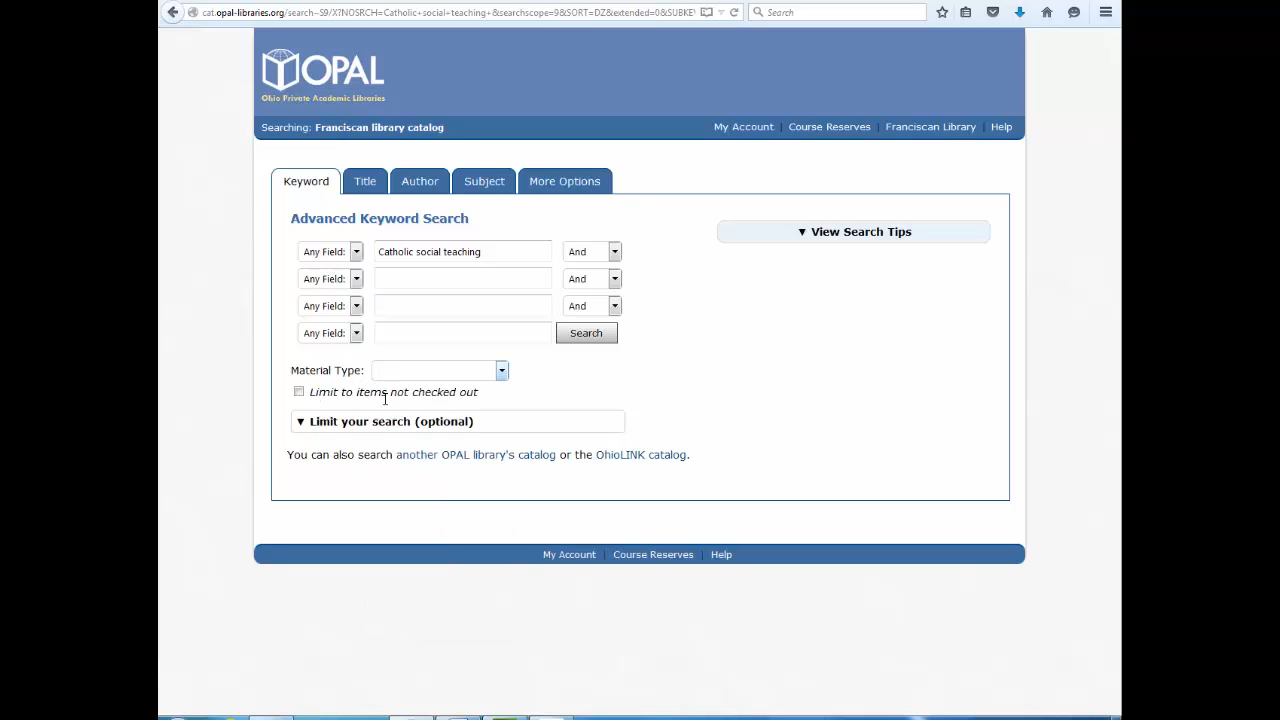 cat.opal-libraries.org/search~S9/X?NOSRCH=Catholic+social+teaching+&searchscope=9&SORT=DZ&extended=0&SUBKE
Search
OPAL
Ohio Private Academic Libraries
Searching: Franciscan library catalog
My Account | Course Reserves | Franciscan Library | Help
Keyword Title Author Subject More Options
Advanced Keyword Search
▼ View Search Tips
Any Field: Catholic social teaching And
Any Field: And
Any Field: And
Any Field: Search
Material Type:
Limit to items not checked out
▼ Limit your search (optional)
You can also search another OPAL library's catalog or the OhioLINK catalog.
My Account | Course Reserves | Help